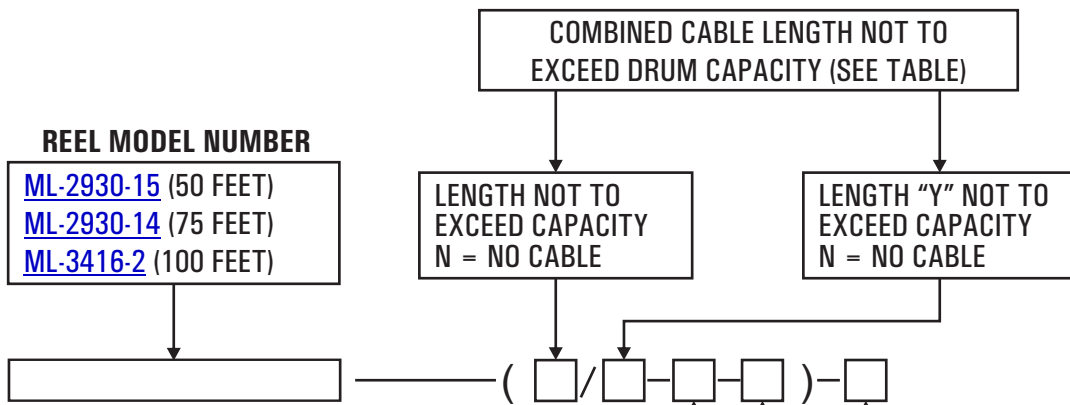 COMBINED CABLE LENGTH NOT TO
EXCEED DRUM CAPACITY (SEE TABLE)
REEL MODEL NUMBER
ML-2930-15 (50 FEET)
ML-2930-14 (75 FEET)
ML-3416-2 (100 FEET)
LENGTH NOT TO
EXCEED CAPACITY
N = NO CABLE
LENGTH “Y” NOT TO
EXCEED CAPACITY
N = NO CABLE
( / - - ) -